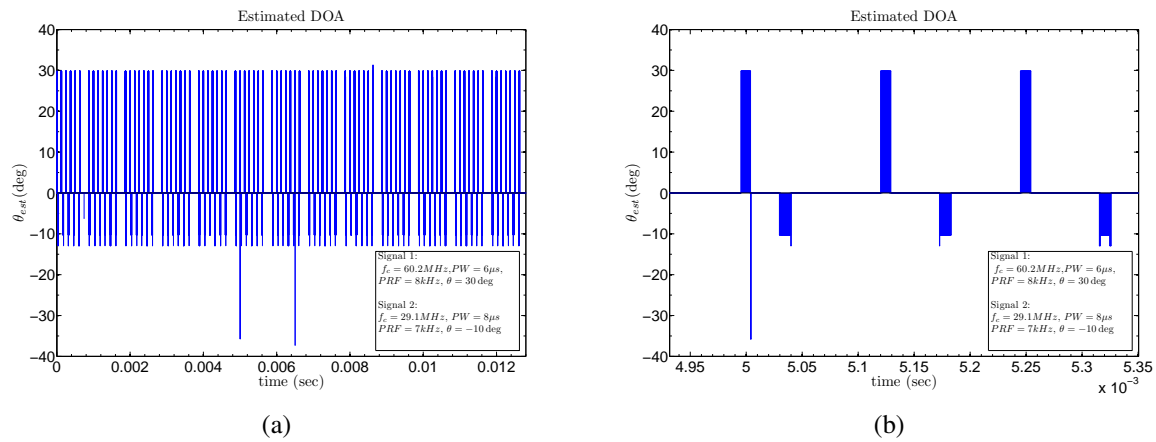 Estimated DOA
40
30
20
10
0
−10
−20
−30
−40
θest(deg)
0
0.002
0.004
0.006
0.008
0.01
0.012
time (sec)
Signal 1:
fc = 60.2MHz,PW = 6μs,
PRF = 8kHz, θ = 30 deg
Signal 2:
fc = 29.1MHz, PW = 8μs
PRF = 7kHz, θ = −10 deg
(a)
Estimated DOA
40
30
20
10
0
−10
−20
−30
−40
θest(deg)
4.95
5
5.05
5.1
5.15
5.2
5.25
5.3
5.35
x 10⁻³
time (sec)
Signal 1:
fc = 60.2MHz,PW = 6μs,
PRF = 8kHz, θ = 30 deg
Signal 2:
fc = 29.1MHz, PW = 8μs
PRF = 7kHz, θ = −10 deg
(b)